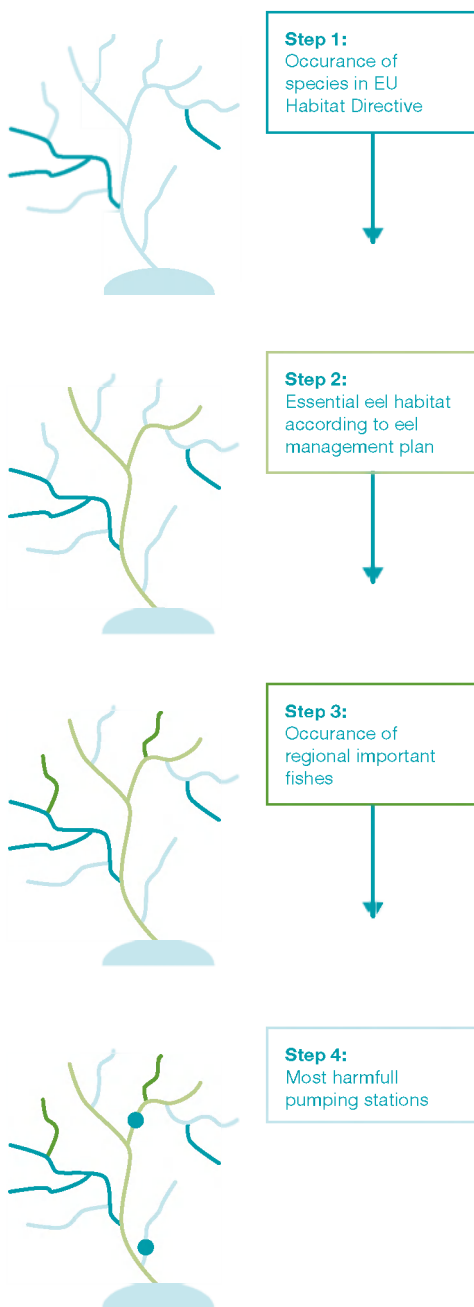 Step 1:
Occurance of
species in EU
Habitat Directive
Step 2:
Essential eel habitat
according to eel
management plan
Step 3:
Occurance of
regional important
fishes
Step 4:
Most harmfull
pumping stations